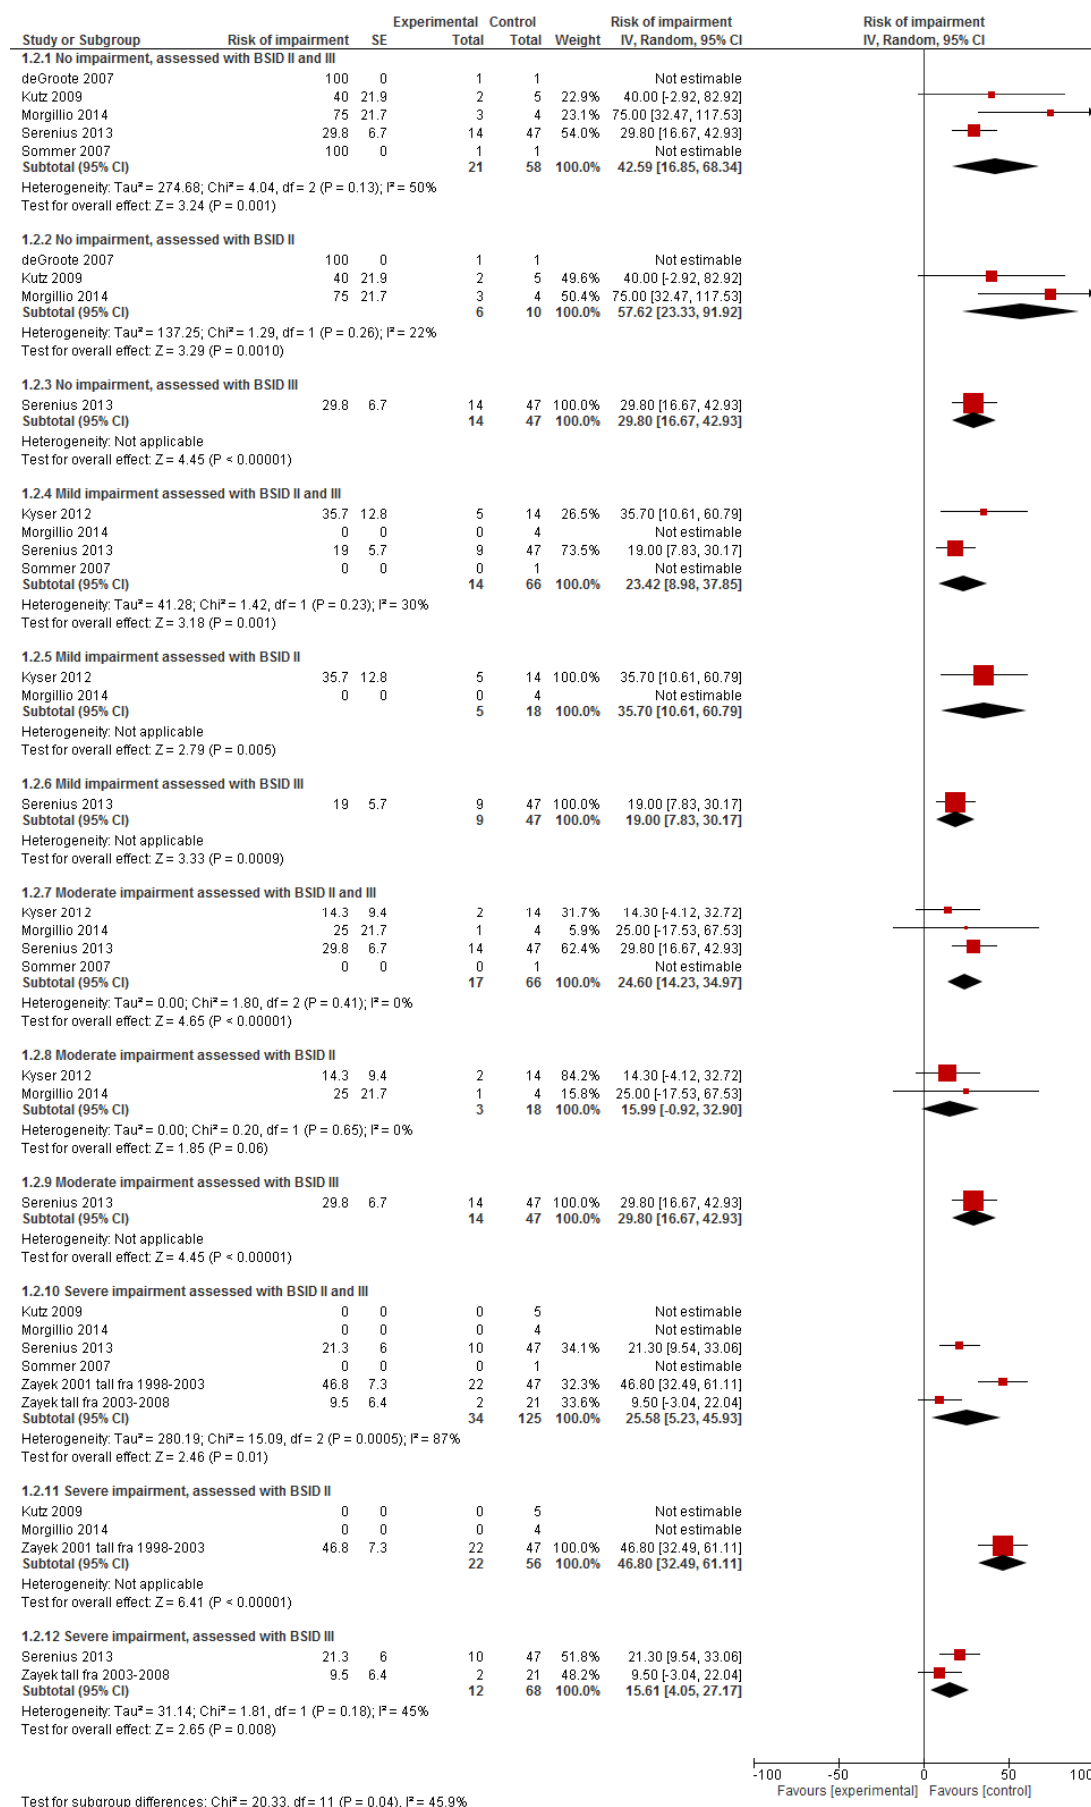 Experimental Control Risk of impairment Risk of impairment
Study or Subgroup Risk of impairment SE Total Total Weight IV, Random, 95% CI IV, Random, 95% CI
1.2.1 No impairment, assessed with BSID II and III
deGroote 2007 100 0 1 1 Not estimable
Kutz 2009 40 21.9 2 5 22.9% 40.00 [-2.92, 82.92]
Morgillio 2014 75 21.7 3 4 23.1% 75.00 [32.47, 117.53]
Serenius 2013 29.8 6.7 14 47 54.0% 29.80 [16.67, 42.93]
Sommer 2007 100 0 1 1 Not estimable
Subtotal (95% CI) 21 58 100.0% 42.59 [16.85, 68.34]
Heterogeneity: Tau² = 274.68; Chi² = 4.04, df = 2 (P = 0.13); I² = 50%
Test for overall effect: Z = 3.24 (P = 0.001)
1.2.2 No impairment, assessed with BSID II
deGroote 2007 100 0 1 1 Not estimable
Kutz 2009 40 21.9 2 5 49.6% 40.00 [-2.92, 82.92]
Morgillio 2014 75 21.7 3 4 50.4% 75.00 [32.47, 117.53]
Subtotal (95% CI) 6 10 100.0% 57.62 [23.33, 91.92]
Heterogeneity: Tau² = 137.25; Chi² = 1.29, df = 1 (P = 0.26); I² = 22%
Test for overall effect: Z = 3.29 (P = 0.0010)
1.2.3 No impairment, assessed with BSID III
Serenius 2013 29.8 6.7 14 47 100.0% 29.80 [16.67, 42.93]
Subtotal (95% CI) 14 47 100.0% 29.80 [16.67, 42.93]
Heterogeneity: Not applicable
Test for overall effect: Z = 4.45 (P < 0.00001)
1.2.4 Mild impairment assessed with BSID II and III
Kyser 2012 35.7 12.8 5 14 26.5% 35.70 [10.61, 60.79]
Morgillio 2014 0 0 0 4 Not estimable
Serenius 2013 19 5.7 9 47 73.5% 19.00 [7.83, 30.17]
Sommer 2007 0 0 0 1 Not estimable
Subtotal (95% CI) 14 66 100.0% 23.42 [8.98, 37.85]
Heterogeneity: Tau² = 41.28; Chi² = 1.42, df = 1 (P = 0.23); I² = 30%
Test for overall effect: Z = 3.18 (P = 0.001)
1.2.5 Mild impairment assessed with BSID II
Kyser 2012 35.7 12.8 5 14 100.0% 35.70 [10.61, 60.79]
Morgillio 2014 0 0 0 4 Not estimable
Subtotal (95% CI) 5 18 100.0% 35.70 [10.61, 60.79]
Heterogeneity: Not applicable
Test for overall effect: Z = 2.79 (P = 0.005)
1.2.6 Mild impairment assessed with BSID III
Serenius 2013 19 5.7 9 47 100.0% 19.00 [7.83, 30.17]
Subtotal (95% CI) 9 47 100.0% 19.00 [7.83, 30.17]
Heterogeneity: Not applicable
Test for overall effect: Z = 3.33 (P = 0.0009)
1.2.7 Moderate impairment assessed with BSID II and III
Kyser 2012 14.3 9.4 2 14 31.7% 14.30 [-4.12, 32.72]
Morgillio 2014 25 21.7 1 4 5.9% 25.00 [-17.53, 67.53]
Serenius 2013 29.8 6.7 14 47 62.4% 29.80 [16.67, 42.93]
Sommer 2007 0 0 0 1 Not estimable
Subtotal (95% CI) 17 66 100.0% 24.60 [14.23, 34.97]
Heterogeneity: Tau² = 0.00; Chi² = 1.80, df = 2 (P = 0.41); I² = 0%
Test for overall effect: Z = 4.65 (P < 0.00001)
1.2.8 Moderate impairment assessed with BSID II
Kyser 2012 14.3 9.4 2 14 84.2% 14.30 [-4.12, 32.72]
Morgillio 2014 25 21.7 1 4 15.8% 25.00 [-17.53, 67.53]
Subtotal (95% CI) 3 18 100.0% 15.99 [-0.92, 32.90]
Heterogeneity: Tau² = 0.00; Chi² = 0.20, df = 1 (P = 0.65); I² = 0%
Test for overall effect: Z = 1.85 (P = 0.06)
1.2.9 Moderate impairment assessed with BSID III
Serenius 2013 29.8 6.7 14 47 100.0% 29.80 [16.67, 42.93]
Subtotal (95% CI) 14 47 100.0% 29.80 [16.67, 42.93]
Heterogeneity: Not applicable
Test for overall effect: Z = 4.45 (P < 0.00001)
1.2.10 Severe impairment assessed with BSID II and III
Kutz 2009 0 0 0 5 Not estimable
Morgillio 2014 0 0 0 4 Not estimable
Serenius 2013 21.3 6 10 47 34.1% 21.30 [9.54, 33.06]
Sommer 2007 0 0 0 1 Not estimable
Zayek 2001 tall fra 1998-2003 46.8 7.3 22 47 32.3% 46.80 [32.49, 61.11]
Zayek tall fra 2003-2008 9.5 6.4 2 21 33.6% 9.50 [-3.04, 22.04]
Subtotal (95% CI) 34 125 100.0% 25.58 [5.23, 45.93]
Heterogeneity: Tau² = 280.19; Chi² = 15.09, df = 2 (P = 0.0005); I² = 87%
Test for overall effect: Z = 2.46 (P = 0.01)
1.2.11 Severe impairment, assessed with BSID II
Kutz 2009 0 0 0 5 Not estimable
Morgillio 2014 0 0 0 4 Not estimable
Zayek 2001 tall fra 1998-2003 46.8 7.3 22 47 100.0% 46.80 [32.49, 61.11]
Subtotal (95% CI) 22 56 100.0% 46.80 [32.49, 61.11]
Heterogeneity: Not applicable
Test for overall effect: Z = 6.41 (P < 0.00001)
1.2.12 Severe impairment, assessed with BSID III
Serenius 2013 21.3 6 10 47 51.8% 21.30 [9.54, 33.06]
Zayek tall fra 2003-2008 9.5 6.4 2 21 48.2% 9.50 [-3.04, 22.04]
Subtotal (95% CI) 12 68 100.0% 15.61 [4.05, 27.17]
Heterogeneity: Tau² = 31.14; Chi² = 1.81, df = 1 (P = 0.18); I² = 45%
Test for overall effect: Z = 2.65 (P = 0.008)
-100 -50 0 50 100
Favours [experimental] Favours [control]
Test for subgroup differences: Chi² = 20.33, df = 11 (P = 0.04), I² = 45.9%